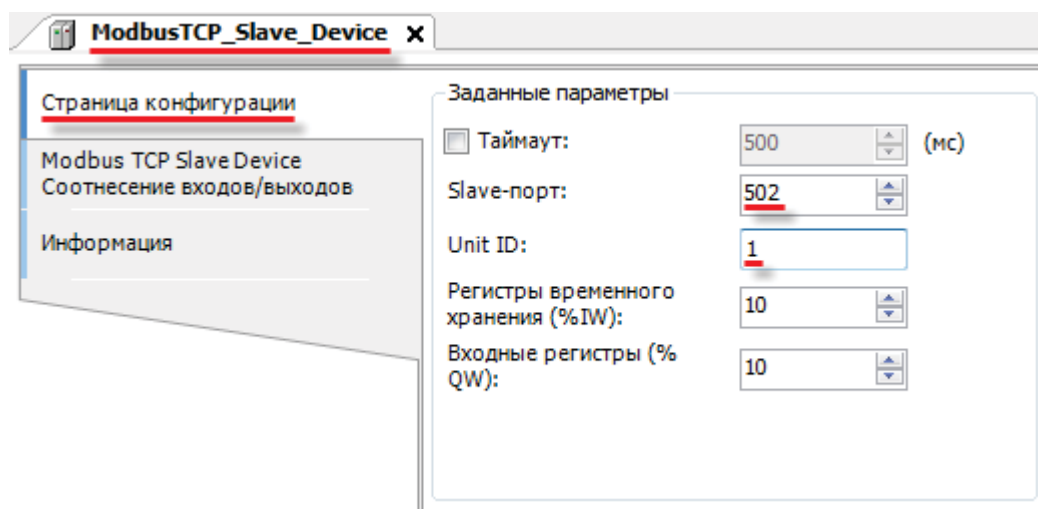 ModbusTCP_Slave_Device
Страница конфигурации
Modbus TCP Slave Device
Соотнесение входов/выходов
Информация
Заданные параметры
Таймаут: 500 (мс)
Slave-порт: 502
Unit ID: 1
Регистры временного
хранения (%IW): 10
Входные регистры (%
QW): 10